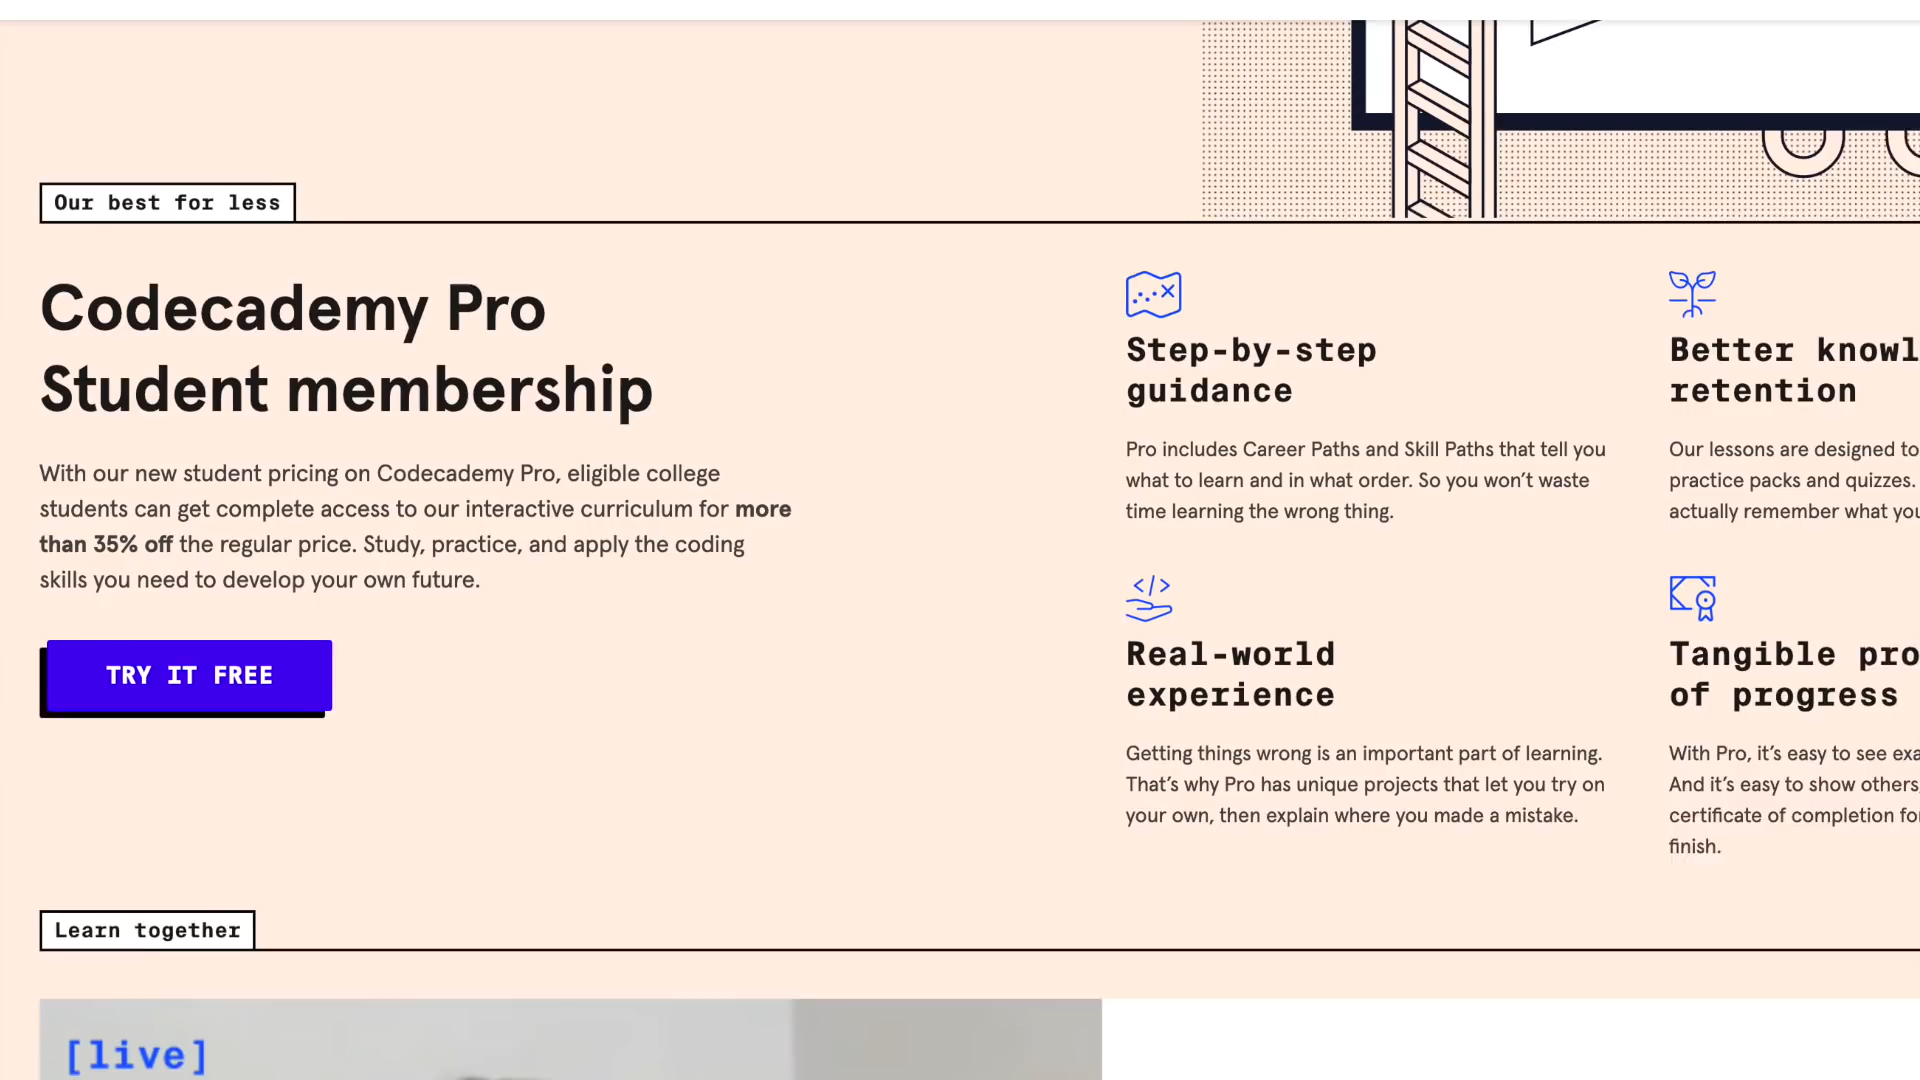 Our best for less
Codecademy Pro
Student membership
With our new student pricing on Codecademy Pro, eligible college
students can get complete access to our interactive curriculum for more
than 35% off the regular price. Study, practice, and apply the coding
skills you need to develop your own future.
TRY IT FREE
Step-by-step
guidance
Pro includes Career Paths and Skill Paths that tell you
what to learn and in what order. So you won’t waste
time learning the wrong thing.
Better knowl
retention
Our lessons are designed to
practice packs and quizzes.
actually remember what you
Real-world
experience
Getting things wrong is an important part of learning.
That’s why Pro has unique projects that let you try on
your own, then explain where you made a mistake.
Tangible pro
of progress
With Pro, it’s easy to see exa
And it’s easy to show others,
certificate of completion for
finish.
Learn together
[live]